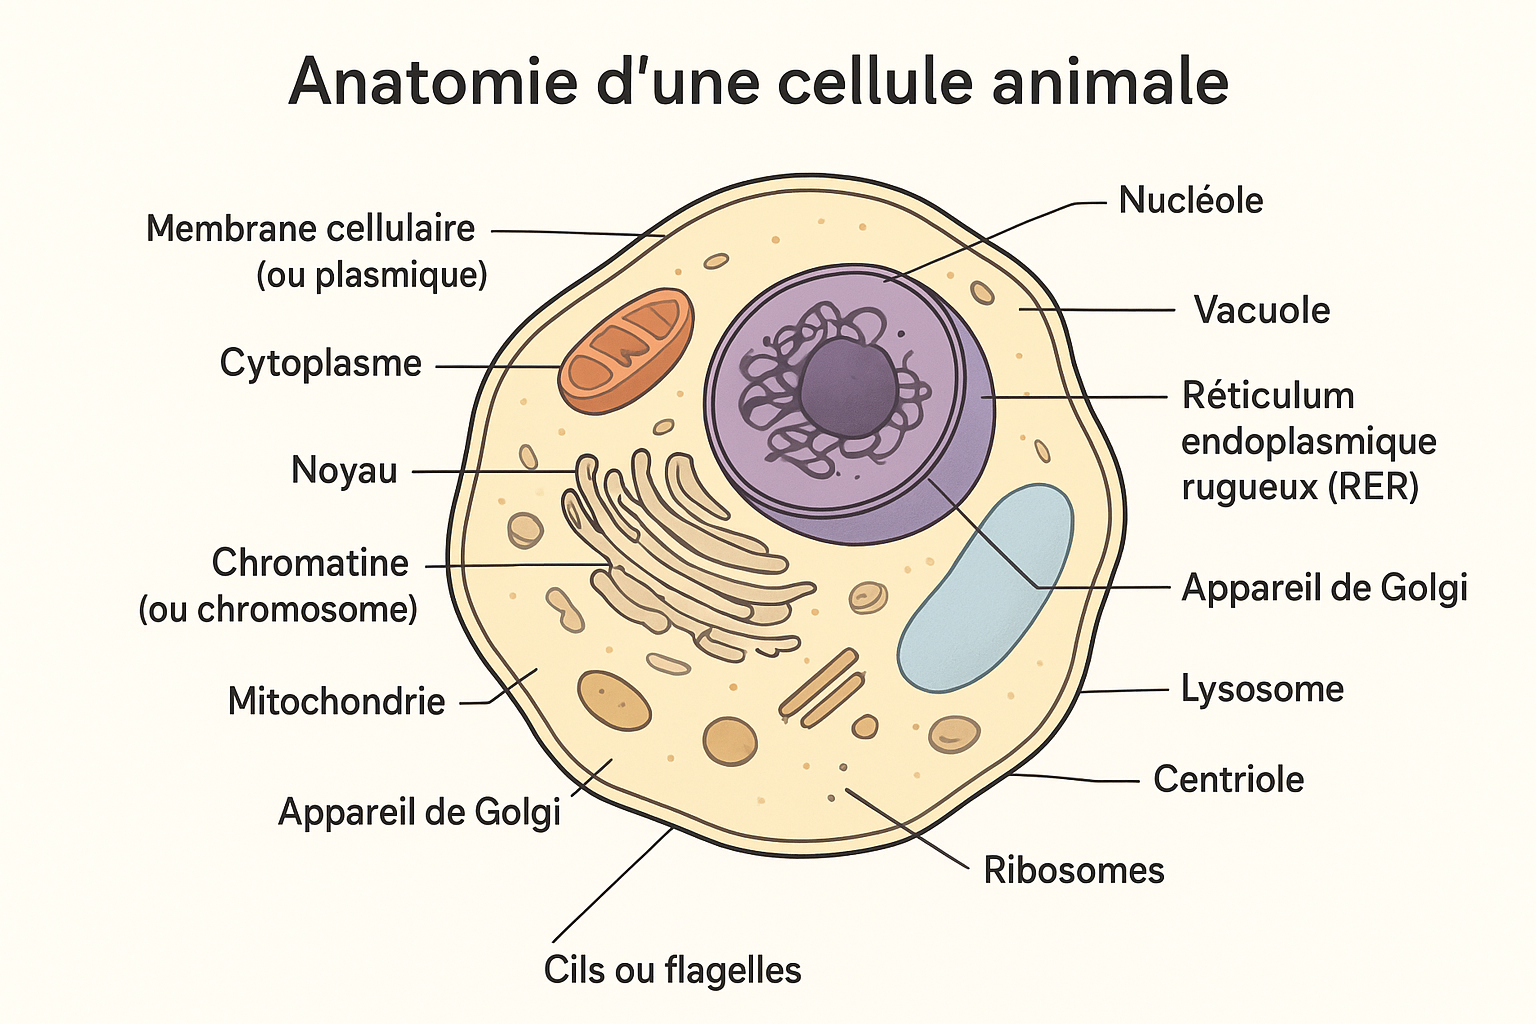 Anatomie d'une cellule animale
Membrane cellulaire
(ou plasmique)
Cytoplasme
Noyau
Chromatine
(ou chromosome)
Mitochondrie
Appareil de Golgi
Cils ou flagelles
Nucléole
Vacuole
Réticulum
endoplasmique
rugueux (RER)
Appareil de Golgi
Lysosome
Centriole
Ribosomes